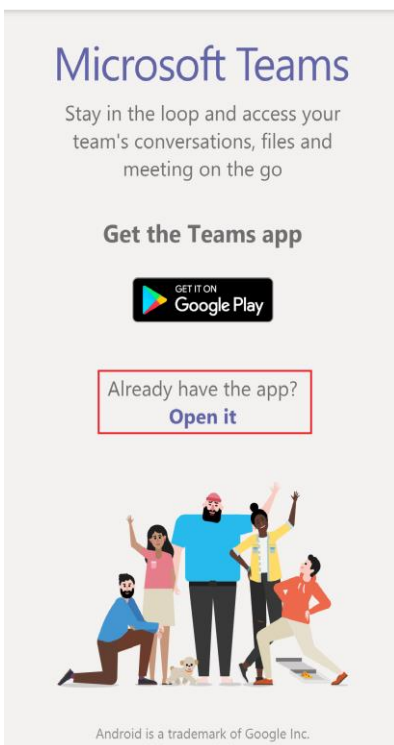 Microsoft Teams
Stay in the loop and access your
team's conversations, files and
meeting on the go
Get the Teams app
GET IT ON
Google Play
Already have the app?
Open it
Android is a trademark of Google Inc.